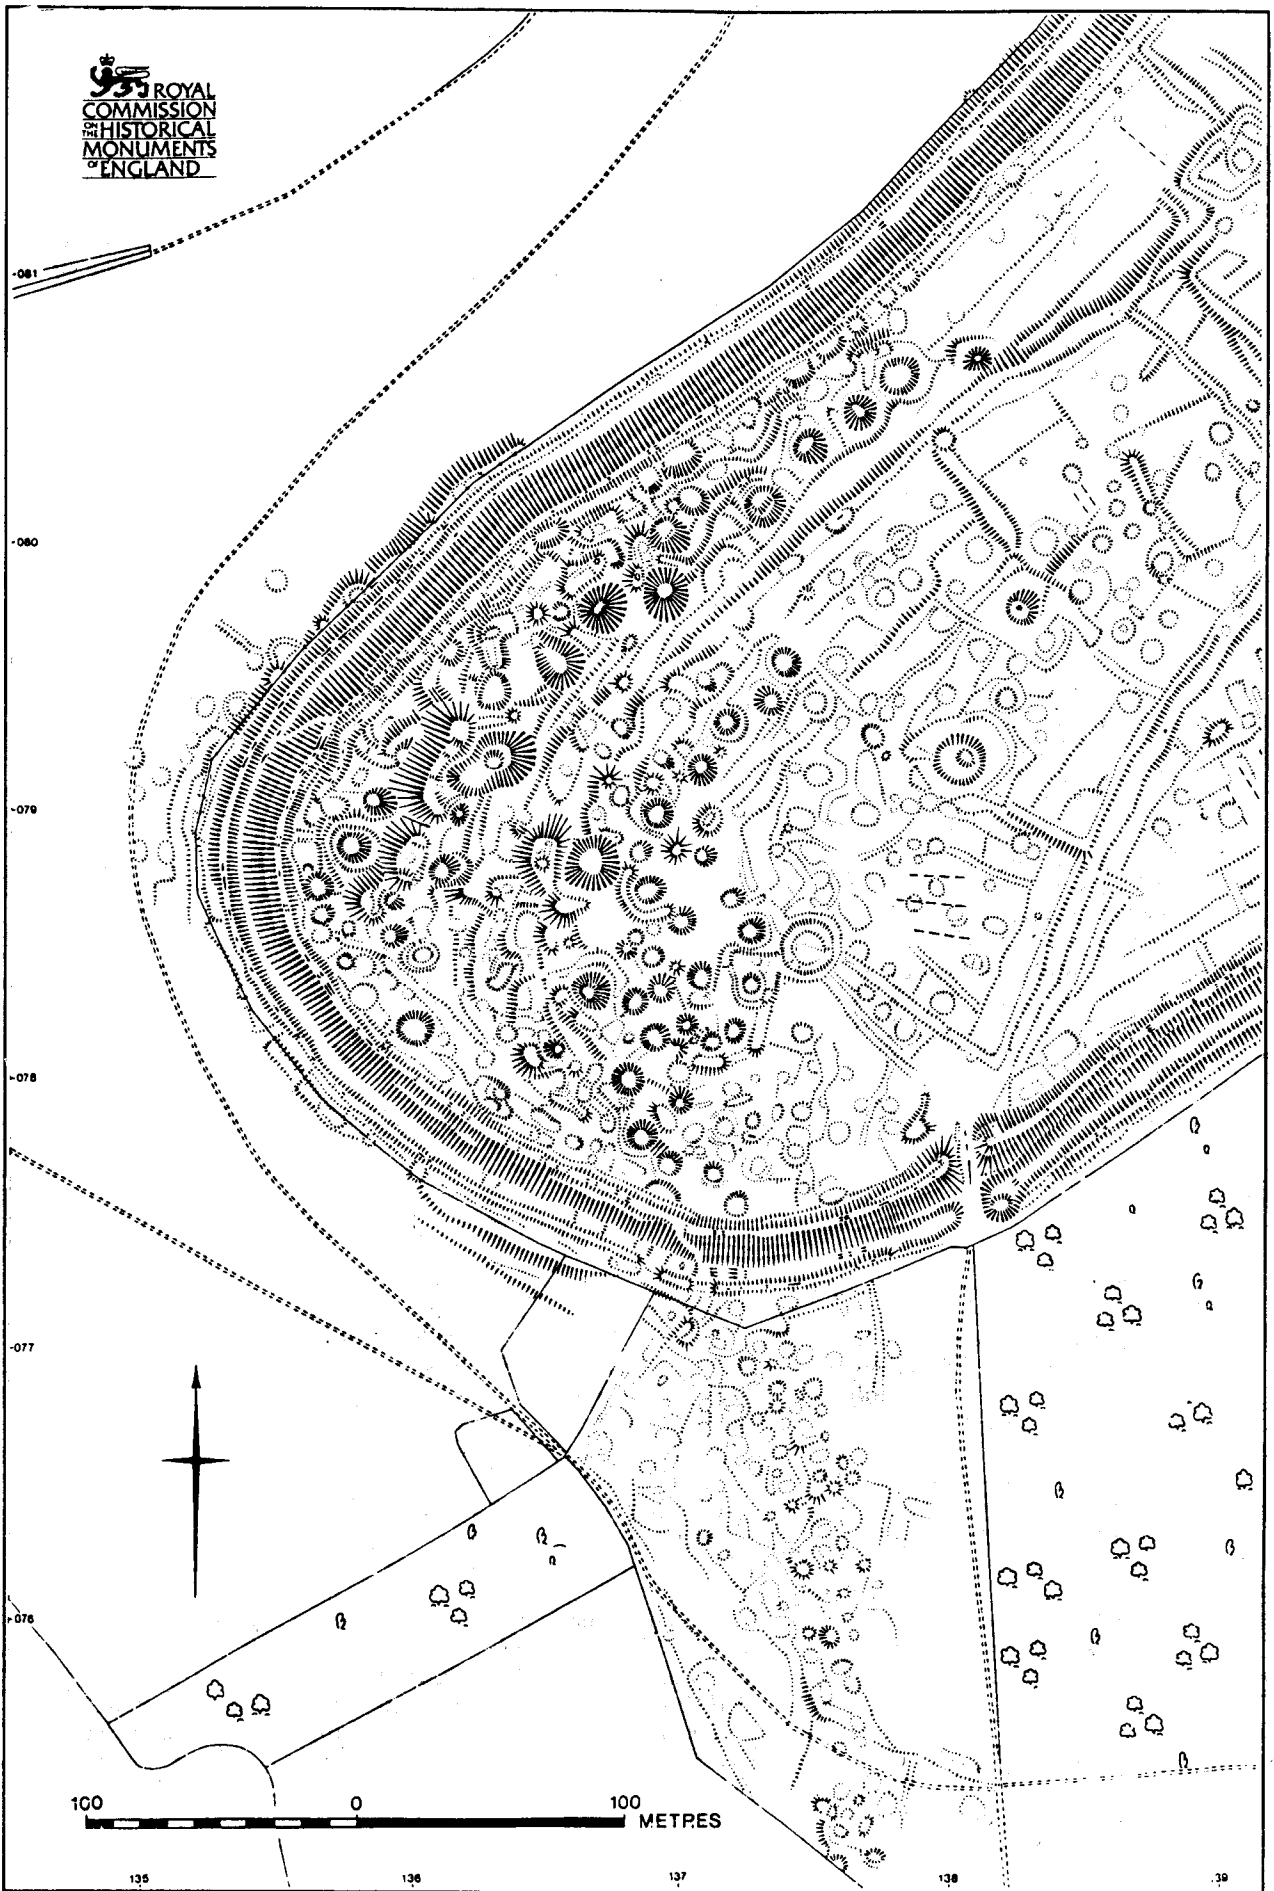 ROYAL
COMMISSION
ON THE HISTORICAL
MONUMENTS
OF ENGLAND
081
080
079
078
077
076
100 0 100 METRES
135 136 137 138 39